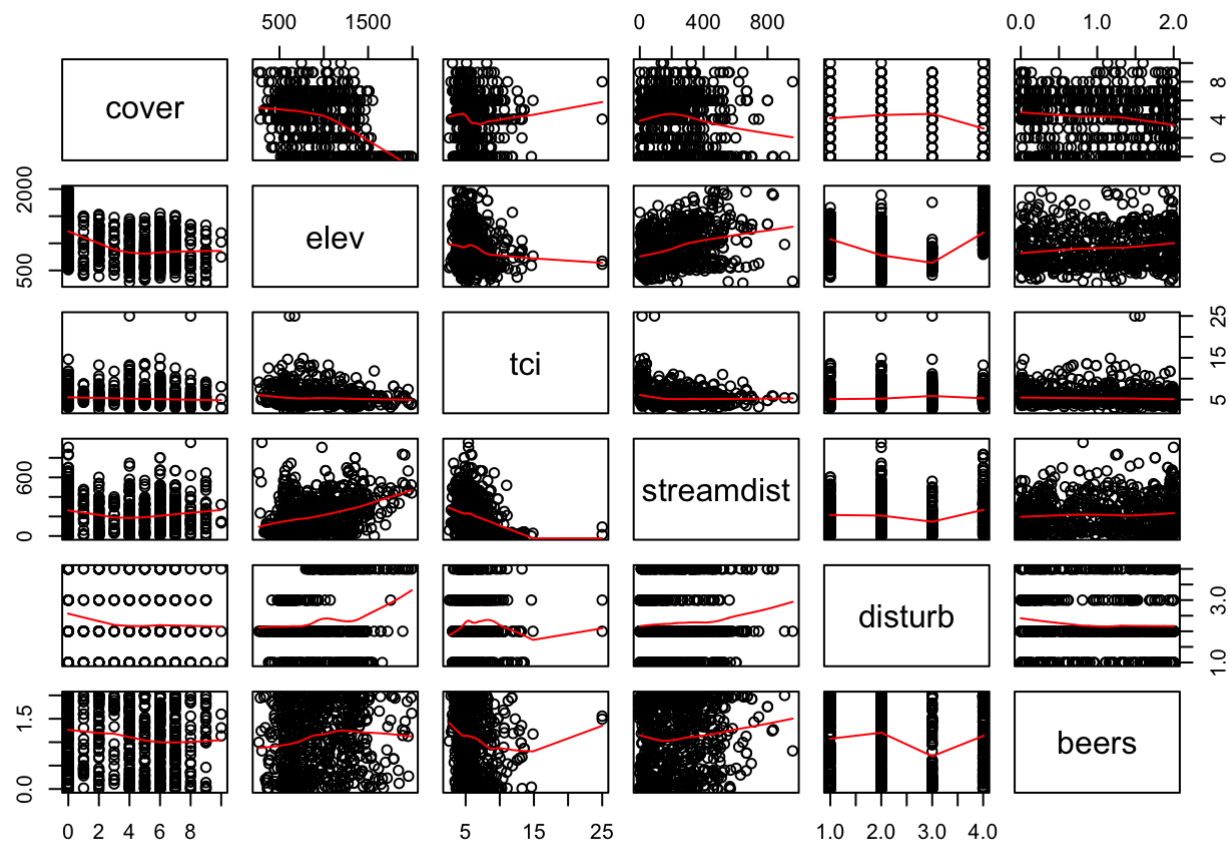 500 1500 0 400 800 0.0 1.0 2.0
cover 0 4 8
500 2000 elev
tci 5 15 25
0 600 streamdist
disturb 1.0 3.0
0.0 1.5 beers
0 2 4 6 8 5 15 25 1.0 2.0 3.0 4.0